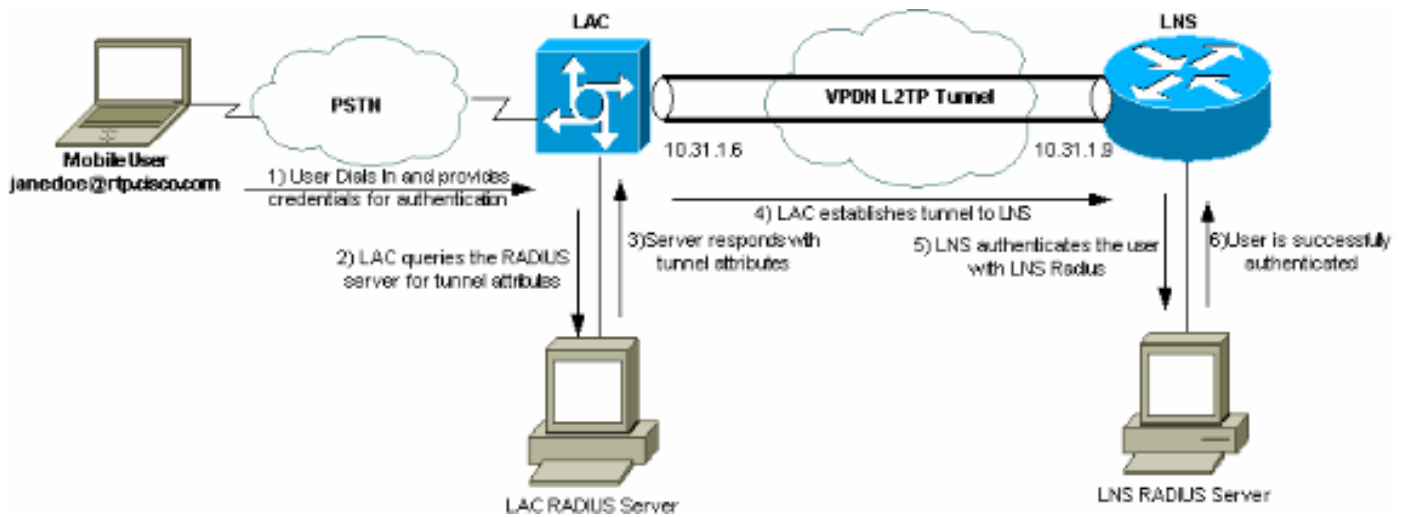 LAC
LNS
PSTN
VPDN L2TP Tunnel
10.31.1.6
10.31.1.9
Mobile User
janedoe@rtp.cisco.com
1) User Dials In and provides
credentials for authentication
2) LAC queries the RADIUS
server for tunnel attributes
3)Server responds with
tunnel attributes
4) LAC establishes tunnel to LNS
5) LNS authenticates the user
with LNS Radius
6)User is successfully
authenticated
LAC RADIUS Server
LNS RADIUS Server